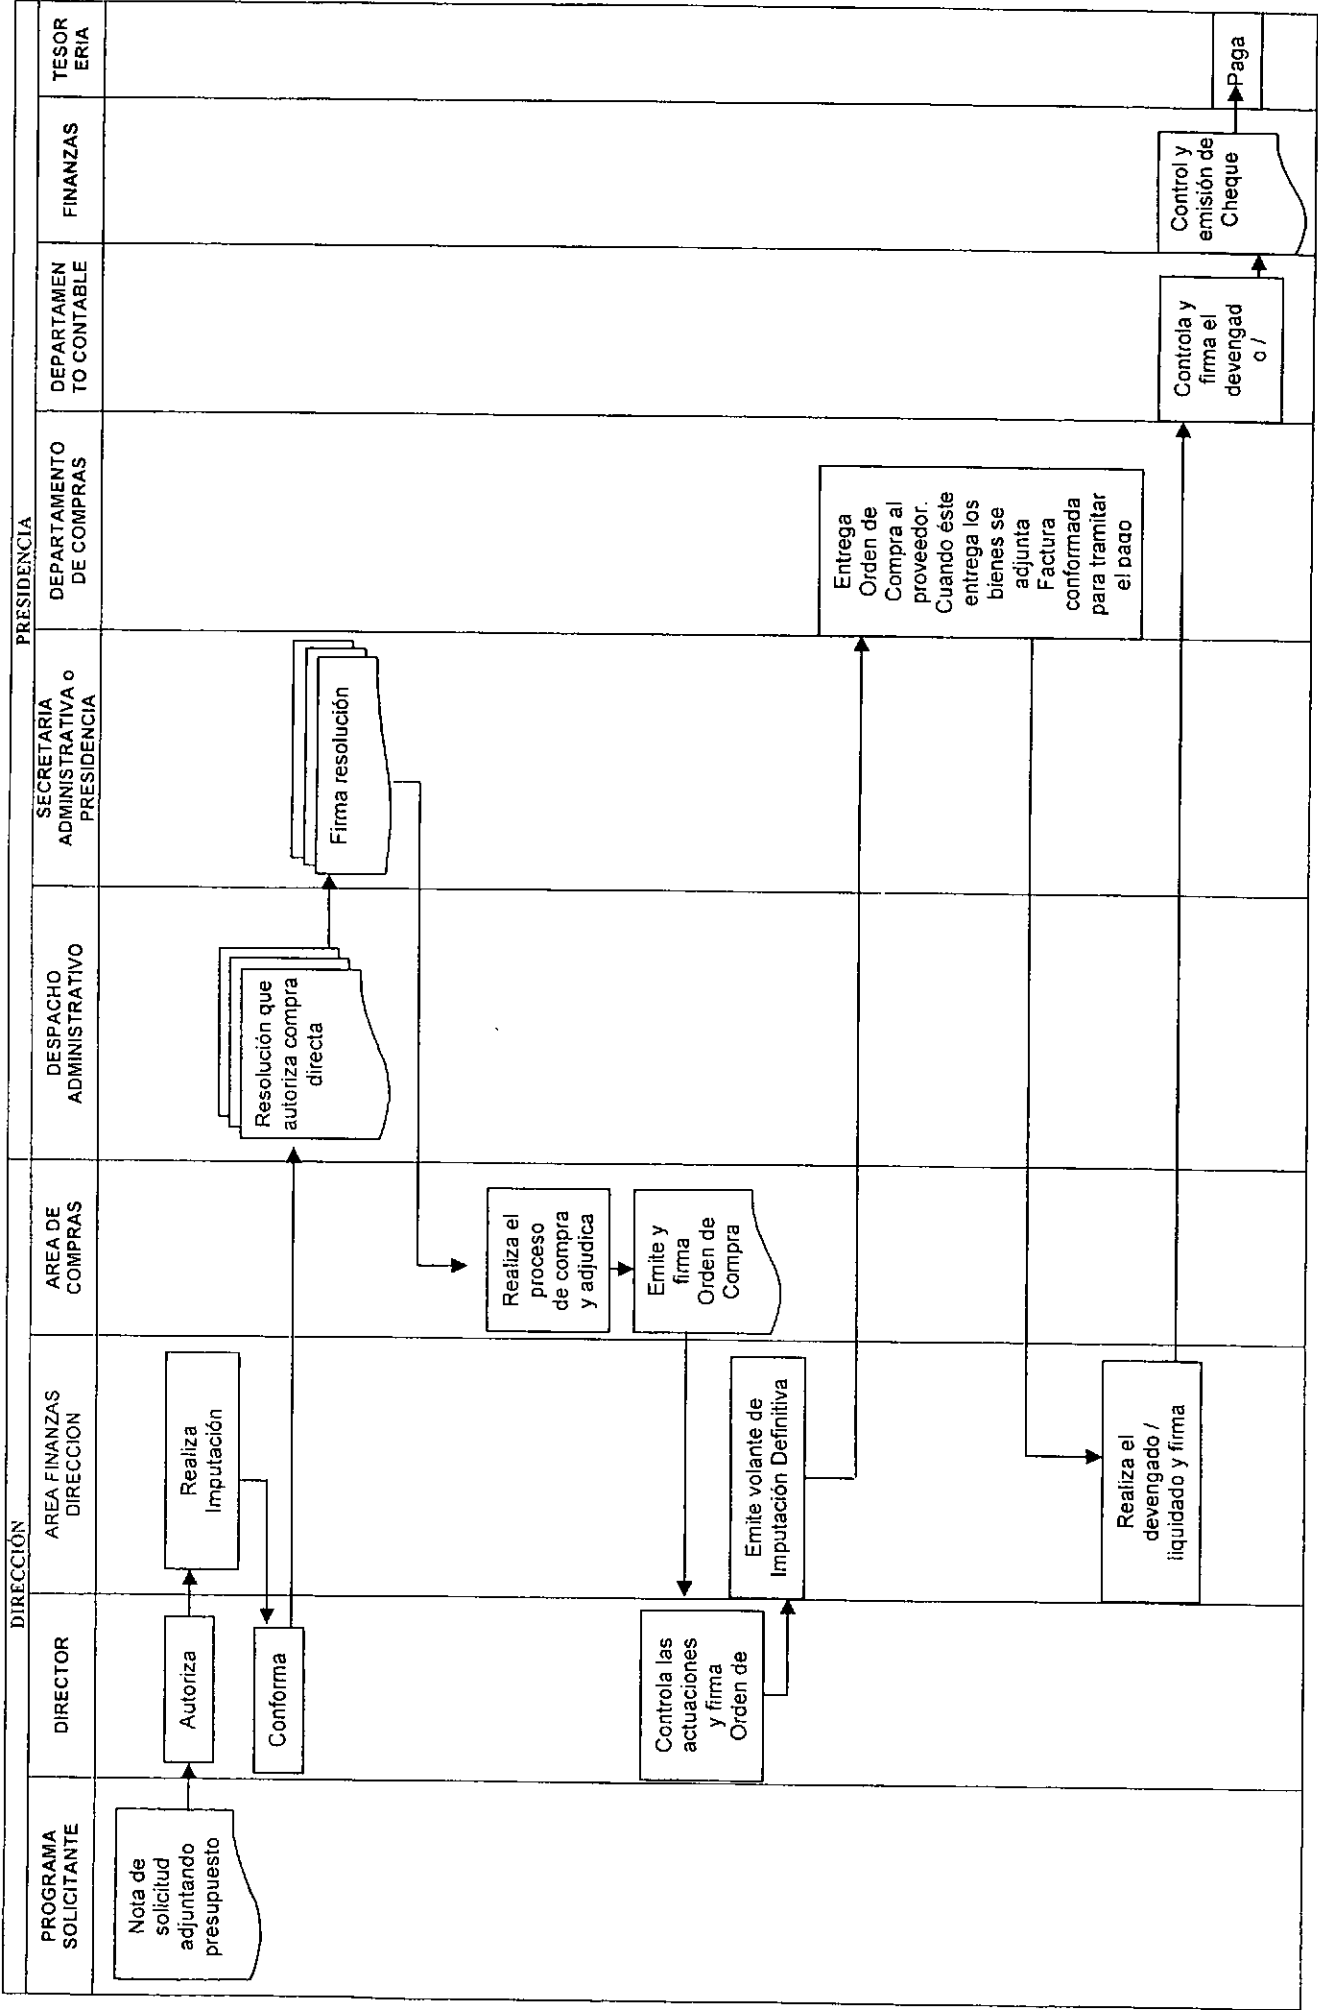 DIRECCIÓN
PRESIDENCIA
PROGRAMA
SOLICITANTE
DIRECTOR
AREA FINANZAS
DIRECCION
AREA DE
COMPRAS
DESPACHO
ADMINISTRATIVO
SECRETARIA
ADMINISTRATIVA o
PRESIDENCIA
DEPARTAMENTO
DE COMPRAS
DEPARTAMEN
TO CONTABLE
FINANZAS
TESOR
ERIA
Nota de
solicitud
adjuntando
presupuesto
Autoriza
Realiza
Imputación
Conforma
Resolución que
autoriza compra
directa
Firma resolución
Realiza el
proceso
de compra
y adjudica
Emite y
firma
Orden de
Compra
Controla las
actuaciones
y firma
Orden de
Emite volante de
Imputación Definitiva
Entrega
Orden de
Compra al
proveedor.
Cuando éste
entrega los
bienes se
adjunta
Factura
conformada
para tramitar
el pago
Realiza el
devengado /
liquidado y firma
Controla y
firma el
devengad
o /
Control y
emisión de
Cheque
Paga